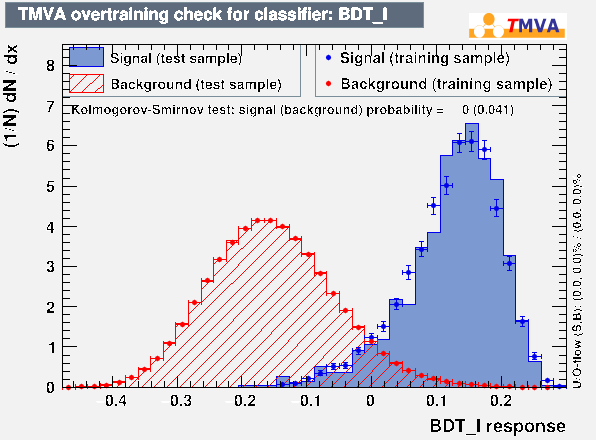 TMVA overtraining check for classifier: BDT_I
TMVA
Signal (test sample)
Background (test sample)
Signal (training sample)
Background (training sample)
Kolmogorov-Smirnov test: signal (background) probability = 0 (0.041)
(1/N) dN / dx
8
7
6
5
4
3
2
1
0
−0.4 −0.3 −0.2 −0.1 0 0.1 0.2
BDT_I response
U/O-flow (S,B): (0.0, 0.0)% / (0.0, 0.0)%